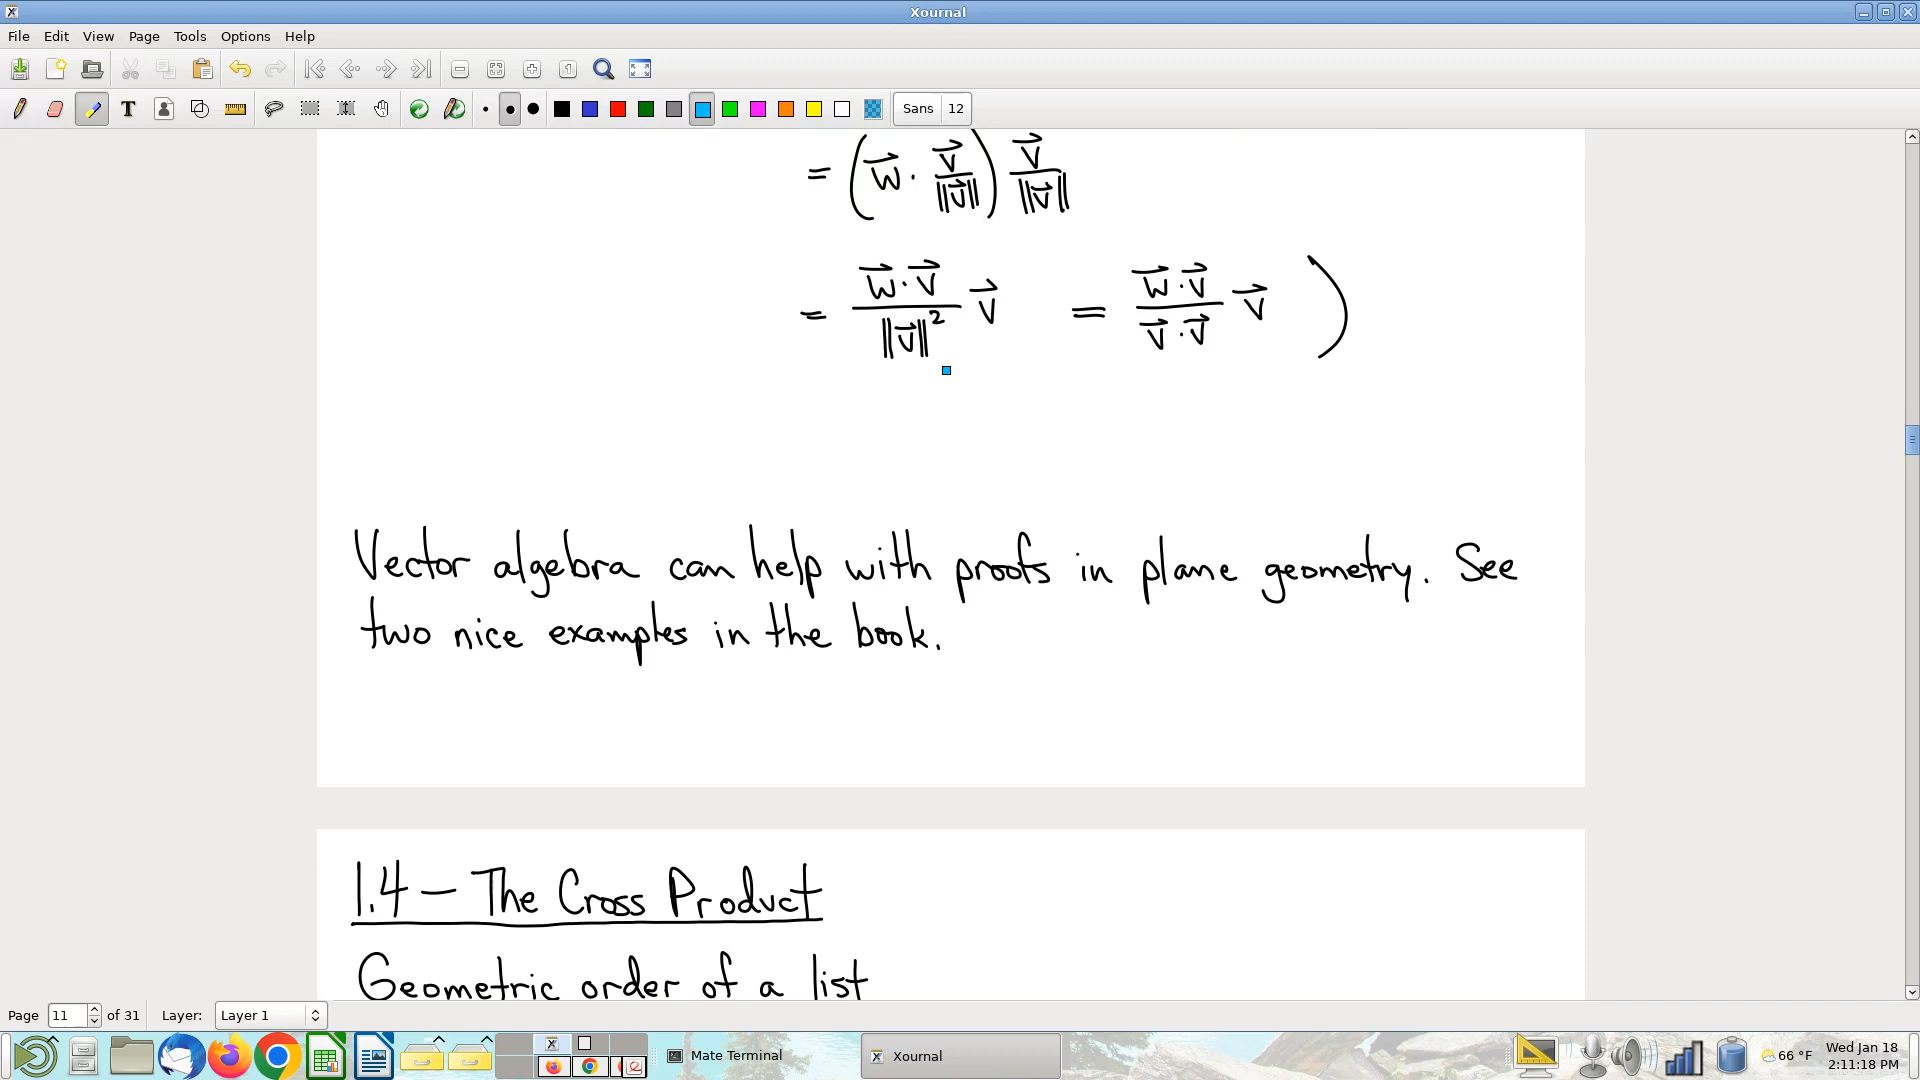 Xournal
File Edit View Page Tools Options Help
Sans 12
= (w⃗ · v⃗/‖v⃗‖) v⃗/‖v⃗‖
= (w⃗·v⃗)/‖v⃗‖² v⃗ = (w⃗·v⃗)/(v⃗·v⃗) v⃗ )
Vector algebra can help with proofs in plane geometry. See
two nice examples in the book.
1.4 – The Cross Product
Geometric order of a list
Page 11 of 31 Layer: Layer 1
Mate Terminal Xournal 66 °F Wed Jan 18
2:11:18 PM